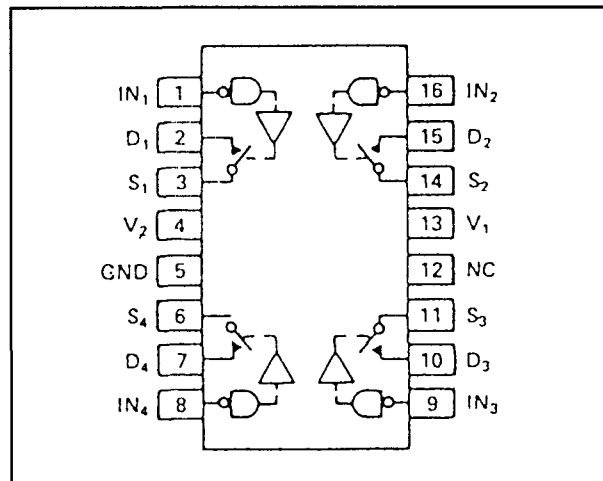 IN₁ 1 16 IN₂
D₁ 2 15 D₂
S₁ 3 14 S₂
V₂ 4 13 V₁
GND 5 12 NC
S₄ 6 11 S₃
D₄ 7 10 D₃
IN₄ 8 9 IN₃